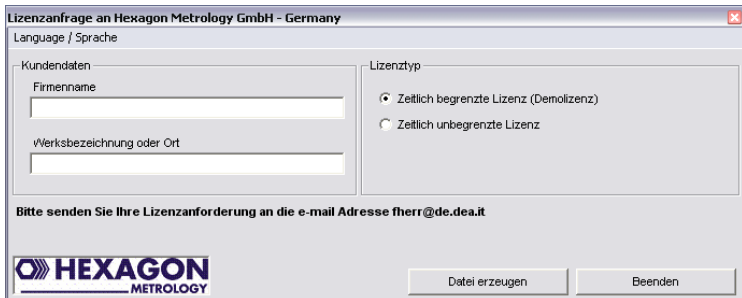 Lizenzanfrage an Hexagon Metrology GmbH - Germany
Language / Sprache
Kundendaten
Firmenname
Werksbezeichnung oder Ort
Lizenztyp
Zeitlich begrenzte Lizenz (Demolizenz)
Zeitlich unbegrenzte Lizenz
Bitte senden Sie Ihre Lizenzanforderung an die e-mail Adresse fherr@de.dea.it
HEXAGON
METROLOGY
Datei erzeugen
Beenden